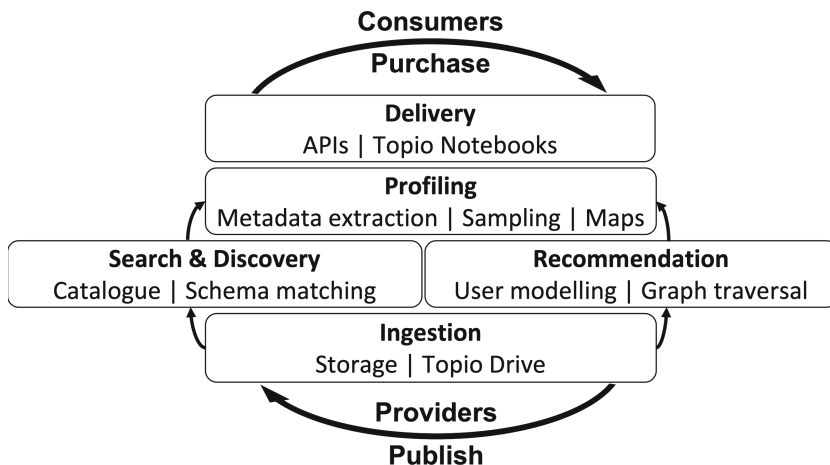 Consumers
Purchase
Delivery
APIs | Topio Notebooks
Profiling
Metadata extraction | Sampling | Maps
Search & Discovery
Catalogue | Schema matching
Recommendation
User modelling | Graph traversal
Ingestion
Storage | Topio Drive
Providers
Publish